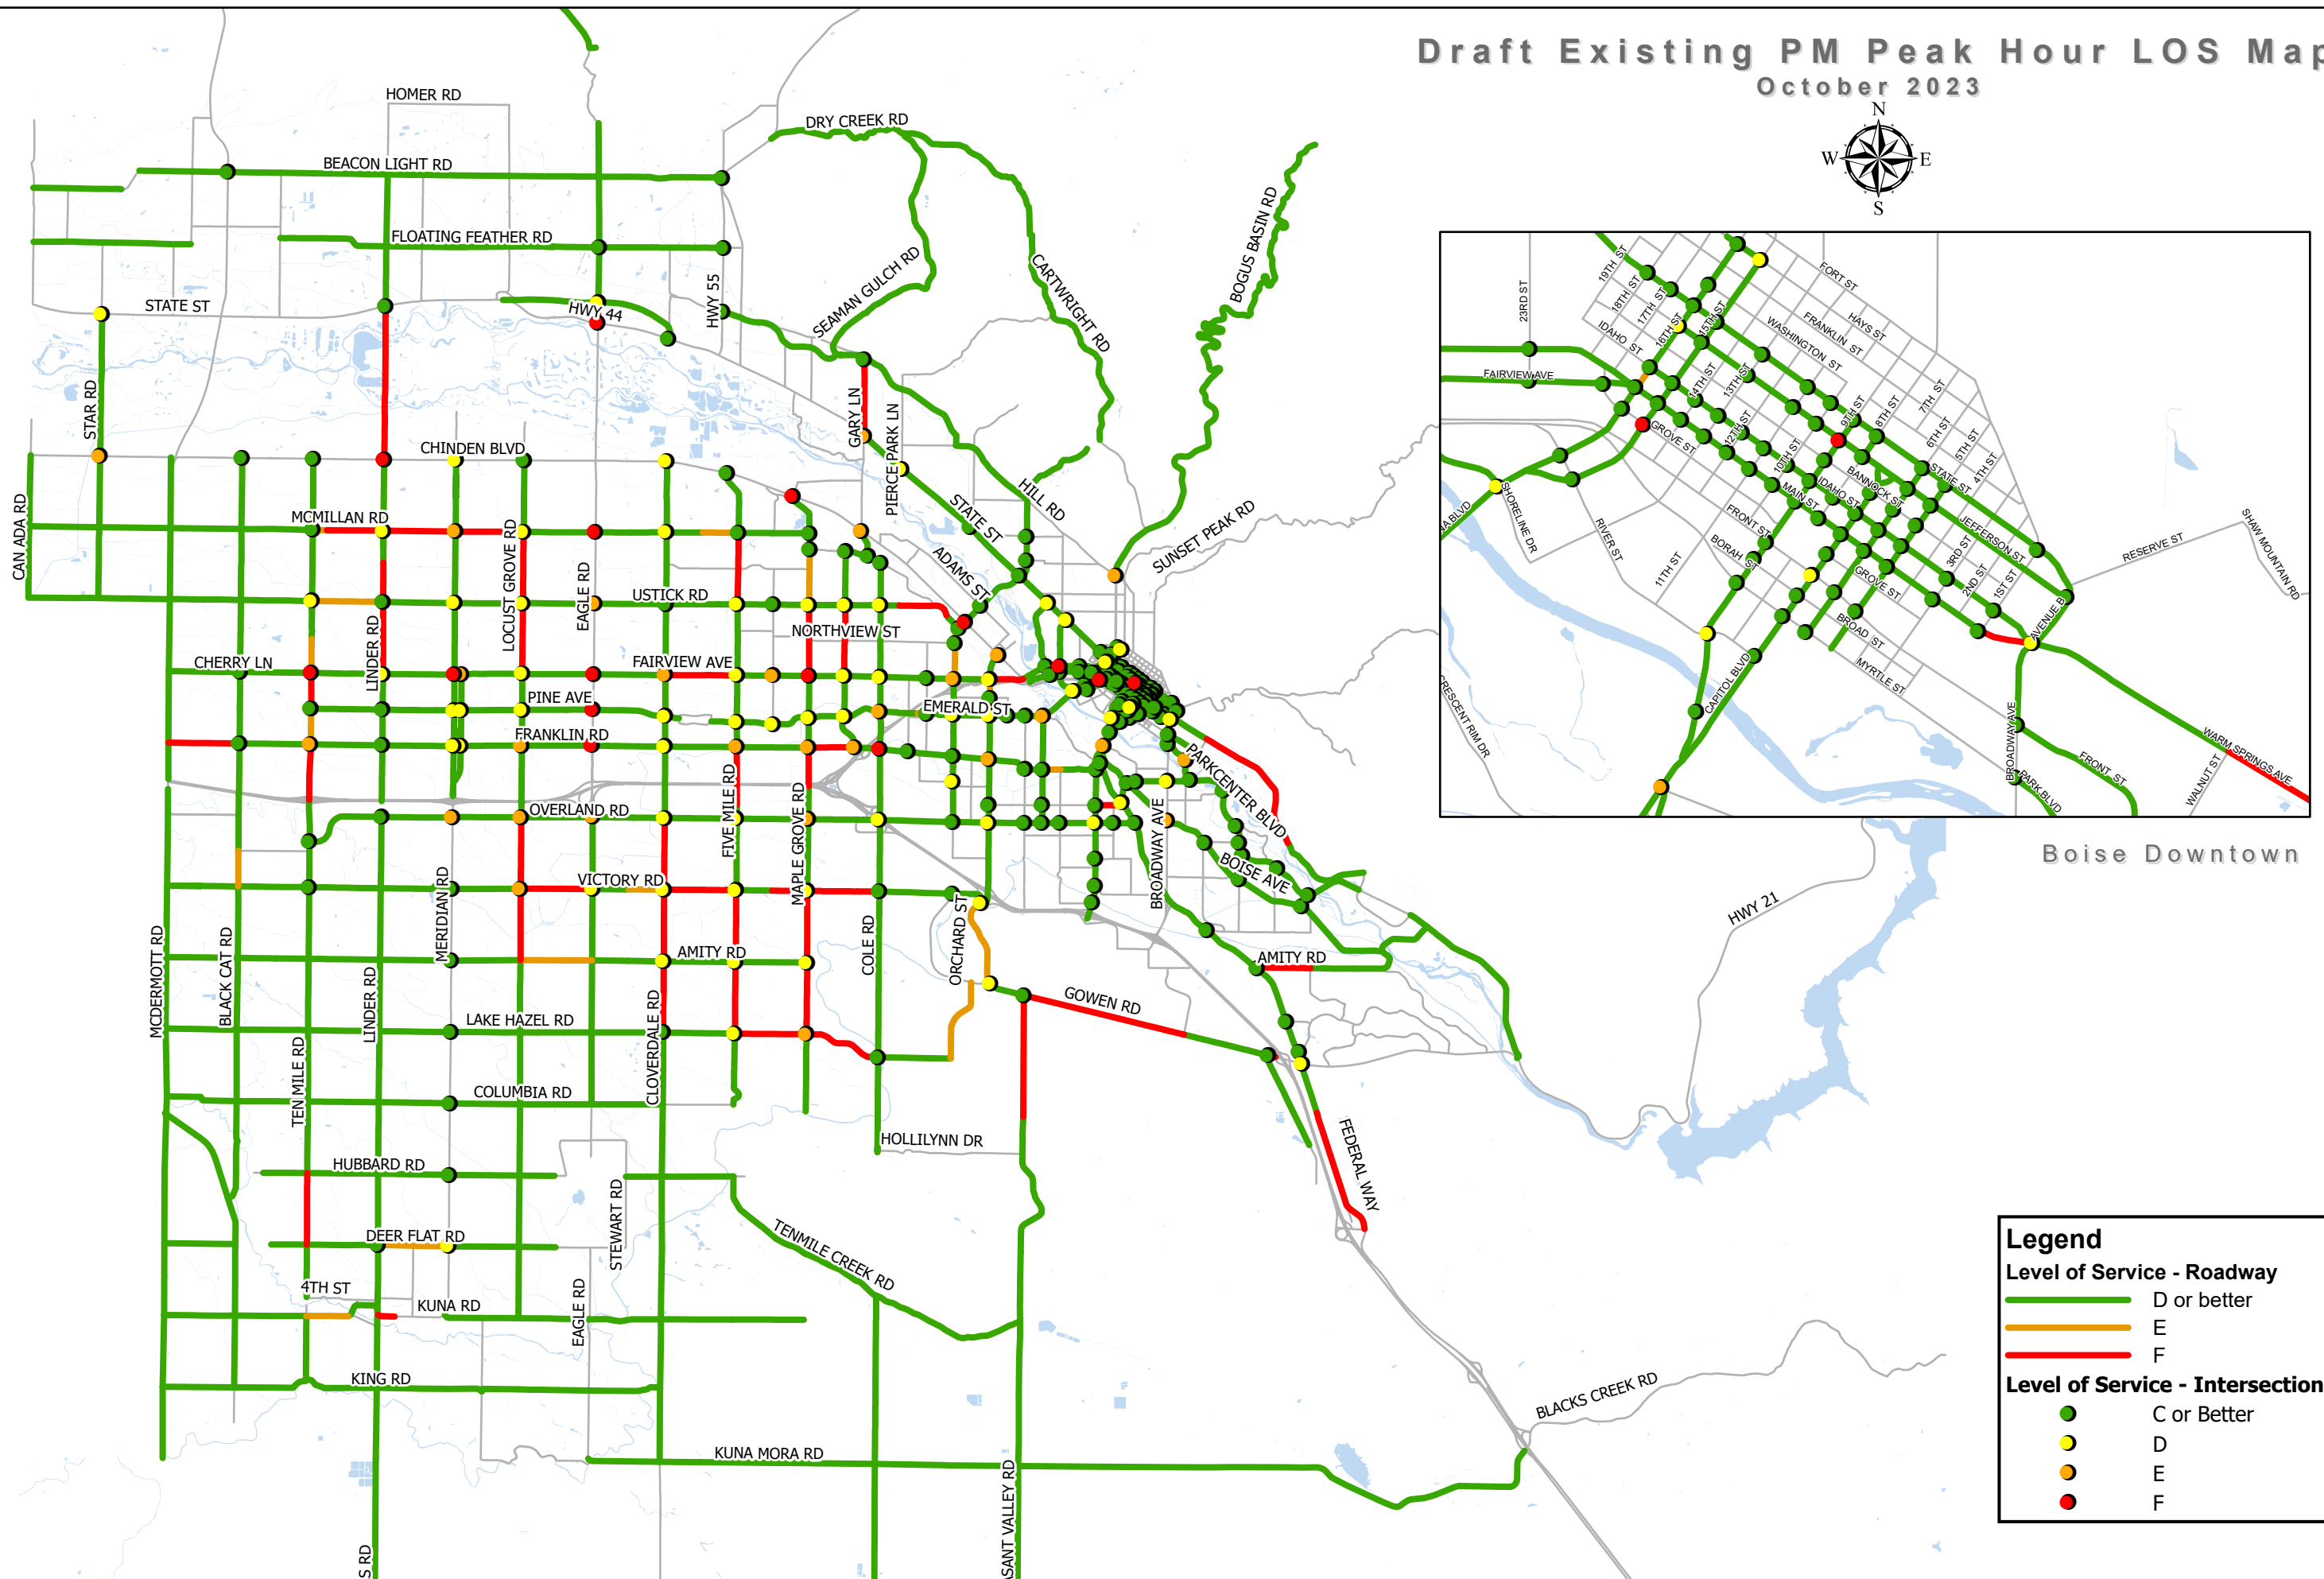 Draft Existing PM Peak Hour LOS Map
October 2023
N
W
E
S
HOMER RD
DRY CREEK RD
BEACON LIGHT RD
FLOATING FEATHER RD
SEAMAN GULCH RD
CARTWRIGHT RD
BOGUS BASIN RD
STATE ST
HWY 44
HWY 55
STAR RD
GARY LN
PIERCE PARK LN
CHINDEN BLVD
HILL RD
STATE ST
SUNSET PEAK RD
CAN ADA RD
MCMILLAN RD
LOCUST GROVE RD
EAGLE RD
ADAMS ST
USTICK RD
LINDER RD
NORTHVIEW ST
CHERRY LN
FAIRVIEW AVE
PINE AVE
EMERALD ST
FRANKLIN RD
PARKCENTER BLVD
OVERLAND RD
FIVE MILE RD
MAPLE GROVE RD
BROADWAY AVE
BOISE AVE
VICTORY RD
MERIDIAN RD
ORCHARD ST
COLE RD
MCDERMOTT RD
BLACK CAT RD
LINDER RD
AMITY RD
AMITY RD
HWY 21
LAKE HAZEL RD
GOWEN RD
TEN MILE RD
CLOVERDALE RD
COLUMBIA RD
HOLLILYNN DR
FEDERAL WAY
HUBBARD RD
STEWART RD
DEER FLAT RD
TENMILE CREEK RD
4TH ST
KUNA RD
EAGLE RD
KING RD
BLACKS CREEK RD
KUNA MORA RD
ASANT VALLEY RD
S RD
23RD ST
19TH ST
18TH ST
17TH ST
16TH ST
15TH ST
FORT ST
HAYS ST
FRANKLIN ST
WASHINGTON ST
IDAHO ST
FAIRVIEW AVE
14TH ST
13TH ST
12TH ST
10TH ST
9TH ST
8TH ST
7TH ST
6TH ST
5TH ST
4TH ST
GROVE ST
STATE ST
BANNOCK ST
IDAHO ST
MAIN ST
FRONT ST
BORAH ST
JEFFERSON ST
3RD ST
2ND ST
1ST ST
GROVE ST
BROAD ST
MYRTLE ST
AVENUE B
RESERVE ST
SHAW MOUNTAIN RD
NA BLVD
SHORELINE DR
RIVER ST
11TH ST
CAPITOL BLVD
CRESCENT RIM DR
BROADWAY AVE
PARK BLVD
FRONT ST
WALNUT ST
WARM SPRINGS AVE
Boise Downtown
Legend
Level of Service - Roadway
D or better
E
F
Level of Service - Intersection
C or Better
D
E
F